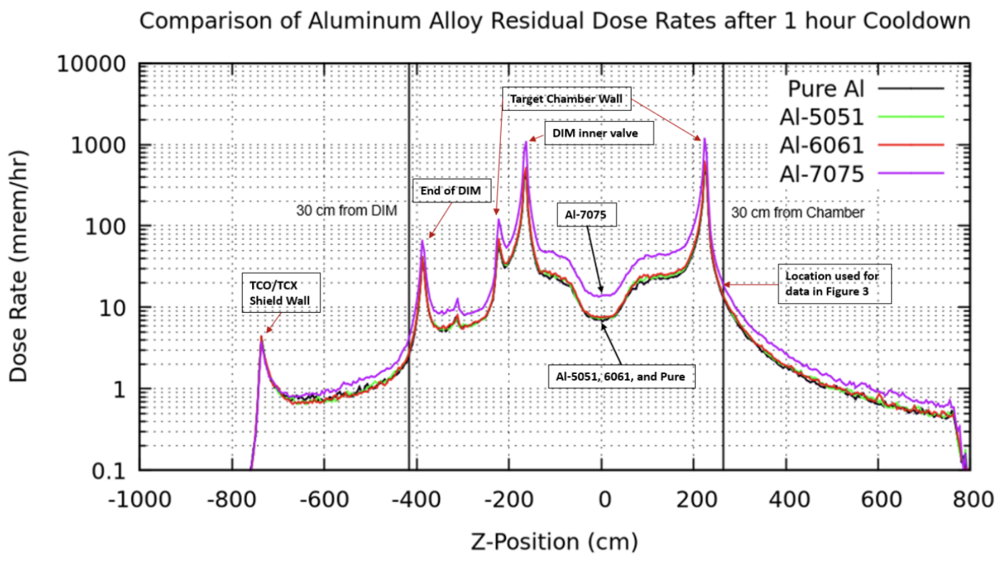 Comparison of Aluminum Alloy Residual Dose Rates after 1 hour Cooldown
10000
1000
100
10
1
0.1
Dose Rate (mrem/hr)
Pure Al
Al-5051
Al-6061
Al-7075
Target Chamber Wall
DIM inner valve
End of DIM
30 cm from DIM
Al-7075
30 cm from Chamber
TCO/TCX
Shield Wall
Location used for
data in Figure 3
Al-5051, 6061, and Pure
-1000
-800
-600
-400
-200
0
200
400
600
800
Z-Position (cm)